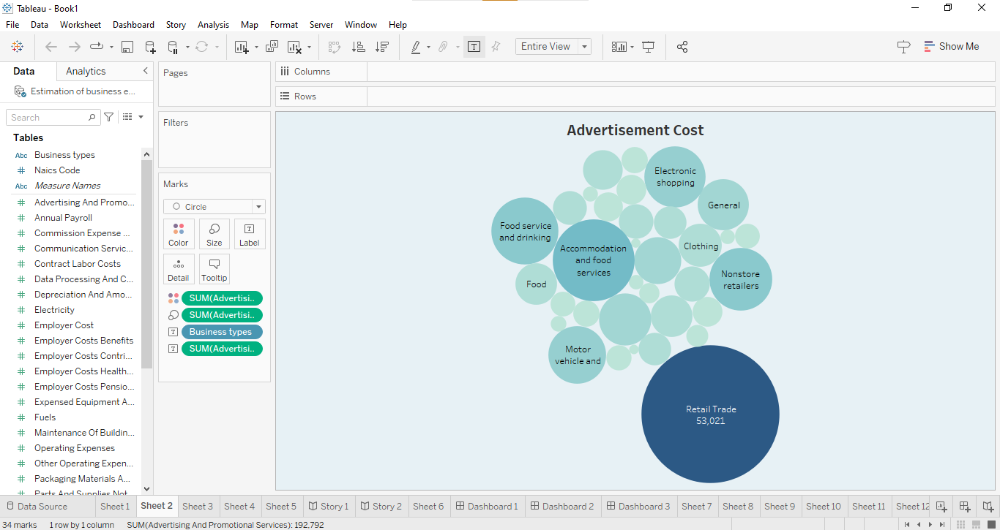 Tableau - Book1
File Data Worksheet Dashboard Story Analysis Map Format Server Window Help
Entire View
Show Me
Data Analytics
Estimation of business e...
Search
Tables
Abc Business types
# Naics Code
Abc Measure Names
# Advertising And Promo...
# Annual Payroll
# Commission Expense ...
# Communication Servic...
# Contract Labor Costs
# Data Processing And C...
# Depreciation And Amo...
# Electricity
# Employer Cost
# Employer Costs Benefits
# Employer Costs Contri...
# Employer Costs Health...
# Employer Costs Pensio...
# Expensed Equipment A...
# Fuels
# Maintenance Of Buildin...
# Operating Expenses
# Other Operating Expen...
# Packaging Materials A...
# Parts And Supplies Not
Pages
Filters
Marks
Circle
Color Size Label
Detail Tooltip
SUM(Advertisi..
SUM(Advertisi..
Business types
SUM(Advertisi..
Columns
Rows
Advertisement Cost
Electronic
shopping
General
Food service
and drinking
Accommodation
and food
services
Clothing
Food
Nonstore
retailers
Motor
vehicle and
Retail Trade
53,021
Data Source Sheet 1 Sheet 2 Sheet 3 Sheet 4 Sheet 5 Story 1 Story 2 Sheet 6 Dashboard 1 Dashboard 2 Dashboard 3 Sheet 7 Sheet 8 Sheet 9 Sheet 10 Sheet 11 Sheet 12
34 marks 1 row by 1 column SUM(Advertising And Promotional Services): 192,792